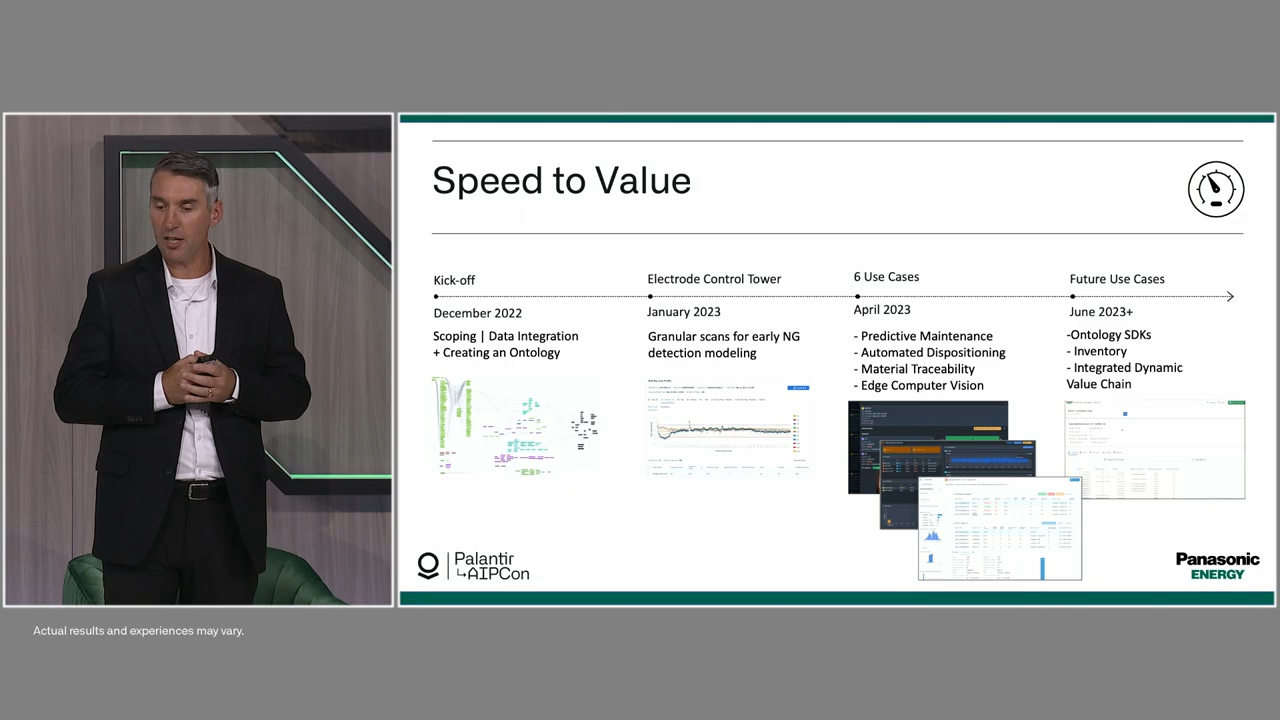 Speed to Value
Kick-off
December 2022
Scoping | Data Integration
+ Creating an Ontology
Electrode Control Tower
January 2023
Granular scans for early NG
detection modeling
6 Use Cases
April 2023
- Predictive Maintenance
- Automated Dispositioning
- Material Traceability
- Edge Computer Vision
Future Use Cases
June 2023+
-Ontology SDKs
- Inventory
- Integrated Dynamic
Value Chain
Palantir
AIPCon
Panasonic
ENERGY
Actual results and experiences may vary.